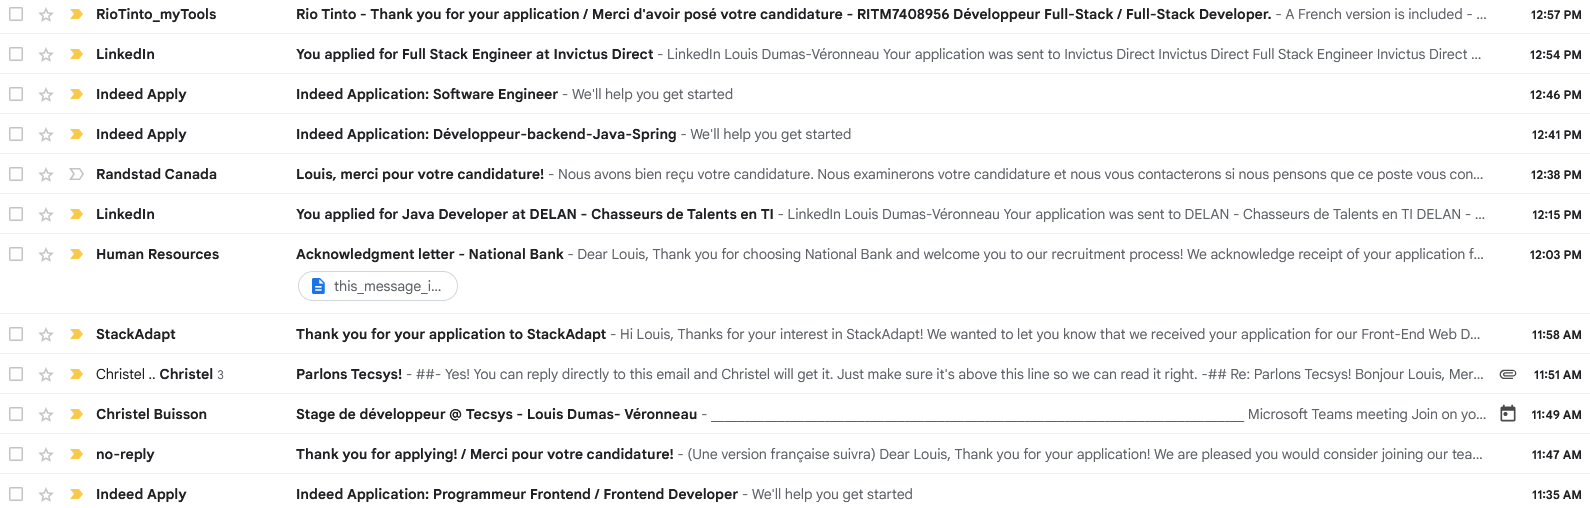 RioTinto_myTools Rio Tinto - Thank you for your application / Merci d'avoir posé votre candidature - RITM7408956 Développeur Full-Stack / Full-Stack Developer. - A French version is included - ... 12:57 PM
LinkedIn You applied for Full Stack Engineer at Invictus Direct - LinkedIn Louis Dumas-Véronneau Your application was sent to Invictus Direct Invictus Direct Full Stack Engineer Invictus Direct ... 12:54 PM
Indeed Apply Indeed Application: Software Engineer - We'll help you get started 12:46 PM
Indeed Apply Indeed Application: Développeur-backend-Java-Spring - We'll help you get started 12:41 PM
Randstad Canada Louis, merci pour votre candidature! - Nous avons bien reçu votre candidature. Nous examinerons votre candidature et nous vous contacterons si nous pensons que ce poste vous con... 12:38 PM
LinkedIn You applied for Java Developer at DELAN - Chasseurs de Talents en TI - LinkedIn Louis Dumas-Véronneau Your application was sent to DELAN - Chasseurs de Talents en TI DELAN - ... 12:15 PM
Human Resources Acknowledgment letter - National Bank - Dear Louis, Thank you for choosing National Bank and welcome you to our recruitment process! We acknowledge receipt of your application f... 12:03 PM
this_message_i...
StackAdapt Thank you for your application to StackAdapt - Hi Louis, Thanks for your interest in StackAdapt! We wanted to let you know that we received your application for our Front-End Web D... 11:58 AM
Christel .. Christel 3 Parlons Tecsys! - ##- Yes! You can reply directly to this email and Christel will get it. Just make sure it's above this line so we can read it right. -## Re: Parlons Tecsys! Bonjour Louis, Mer... 11:51 AM
Christel Buisson Stage de développeur @ Tecsys - Louis Dumas- Véronneau - ________________________________________________________________________________ Microsoft Teams meeting Join on yo... 11:49 AM
no-reply Thank you for applying! / Merci pour votre candidature! - (Une version française suivra) Dear Louis, Thank you for your application! We are pleased you would consider joining our tea... 11:47 AM
Indeed Apply Indeed Application: Programmeur Frontend / Frontend Developer - We'll help you get started 11:35 AM